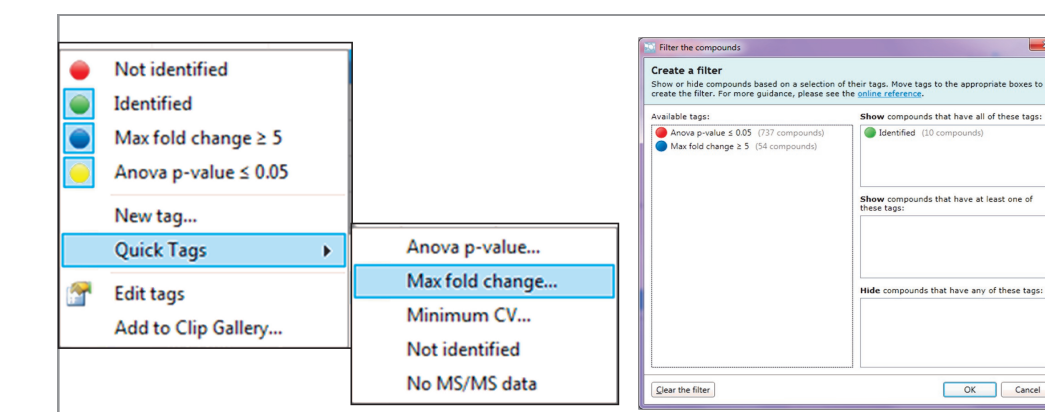 Not identified
Identified
Max fold change ≥ 5
Anova p-value ≤ 0.05
New tag...
Quick Tags
Edit tags
Add to Clip Gallery...
Anova p-value...
Max fold change...
Minimum CV...
Not identified
No MS/MS data
Filter the compounds
Create a filter
Show or hide compounds based on a selection of their tags. Move tags to the appropriate boxes to
create the filter. For more guidance, please see the online reference.
Available tags:
Anova p-value ≤ 0.05 (737 compounds)
Max fold change ≥ 5 (54 compounds)
Show compounds that have all of these tags:
Identified (10 compounds)
Show compounds that have at least one of
these tags:
Hide compounds that have any of these tags:
Clear the filter
OK
Cancel